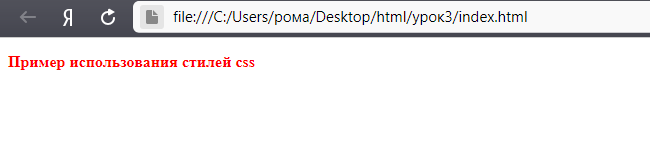 Я file:///C:/Users/рома/Desktop/html/урок3/index.html
Пример использования стилей css